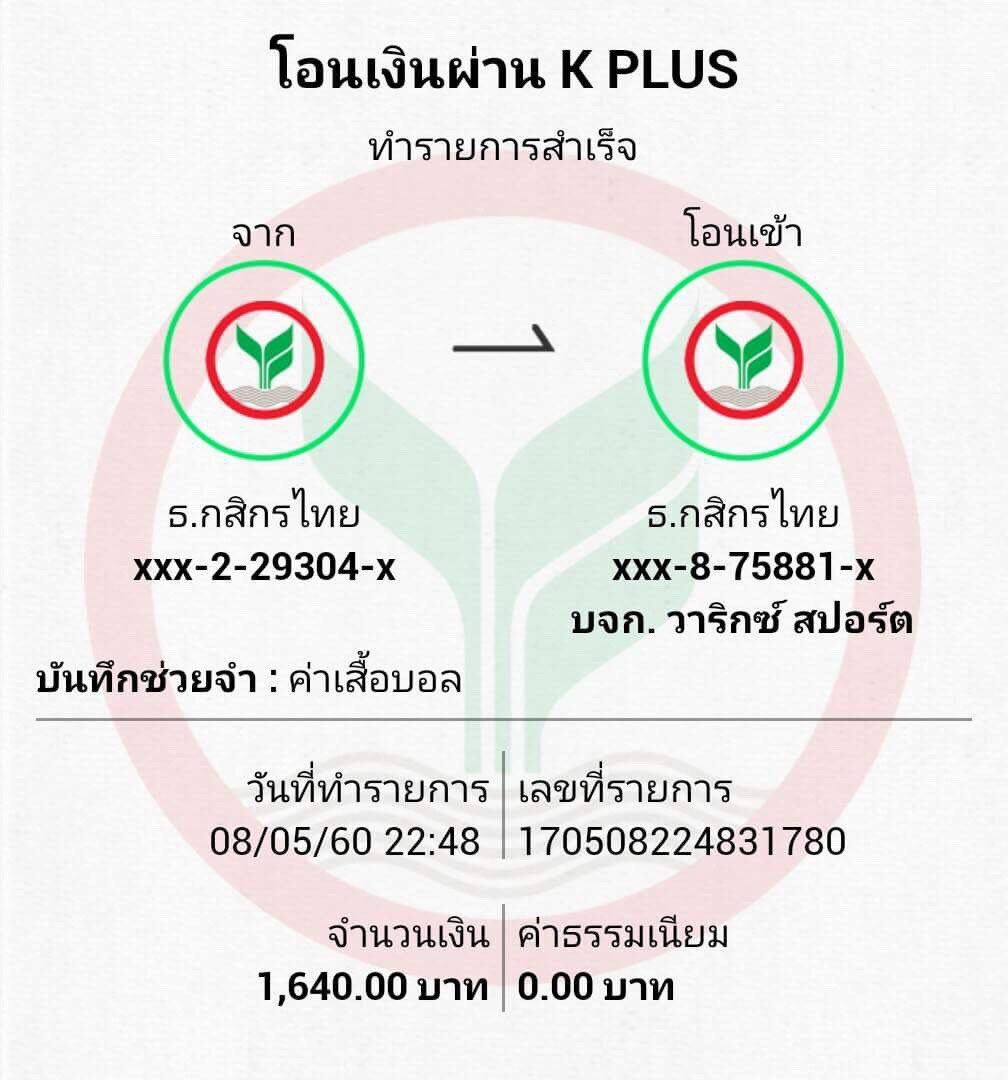 โอนเงินผ่าน K PLUS
ทำรายการสำเร็จ
จาก
โอนเข้า
ธ.กสิกรไทย
xxx-2-29304-x
ธ.กสิกรไทย
xxx-8-75881-x
บจก. วาริกซ์ สปอร์ต
บันทึกช่วยจำ : ค่าเสื้อบอล
วันที่ทำรายการ
08/05/60 22:48
เลขที่รายการ
170508224831780
จำนวนเงิน
1,640.00 บาท
ค่าธรรมเนียม
0.00 บาท